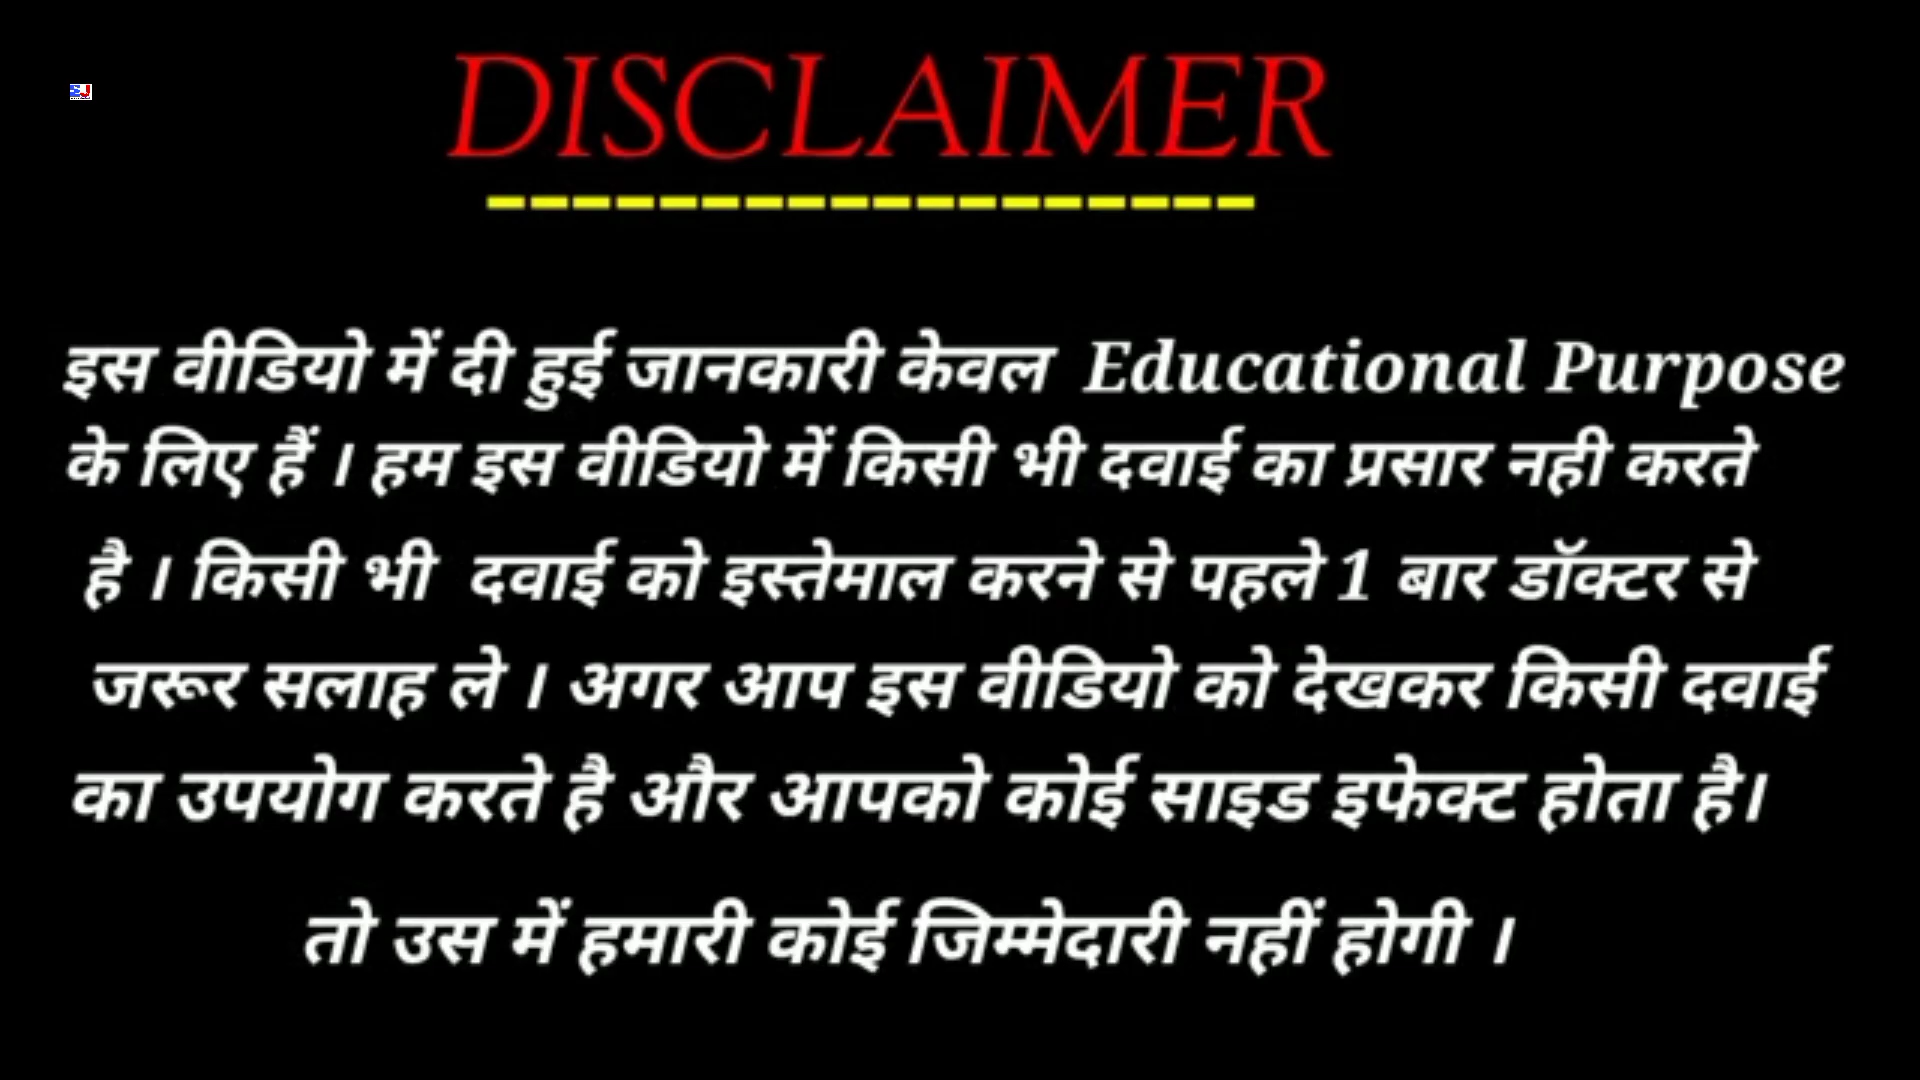 DISCLAIMER
------------------
SJ
इस वीडियो में दी हुई जानकारी केवल Educational Purpose
के लिए हैं । हम इस वीडियो में किसी भी दवाई का प्रसार नही करते
है । किसी भी दवाई को इस्तेमाल करने से पहले 1 बार डॉक्टर से
जरूर सलाह ले । अगर आप इस वीडियो को देखकर किसी दवाई
का उपयोग करते है और आपको कोई साइड इफेक्ट होता है।
तो उस में हमारी कोई जिम्मेदारी नहीं होगी ।